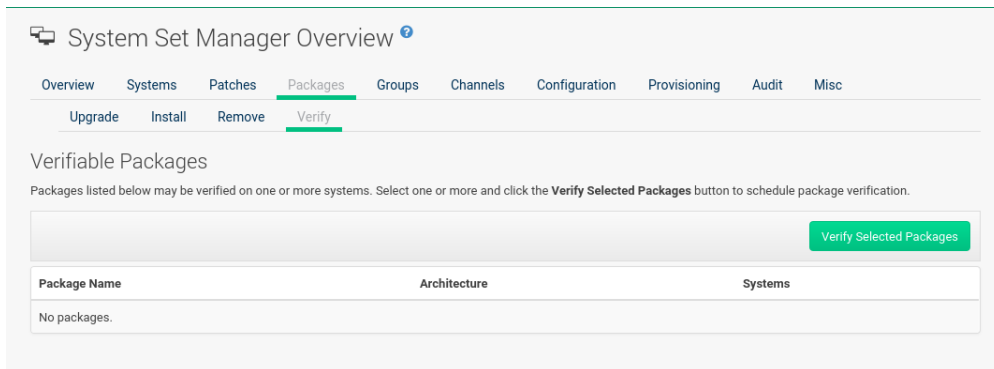 System Set Manager Overview ?
Overview Systems Patches Packages Groups Channels Configuration Provisioning Audit Misc
Upgrade Install Remove Verify
Verifiable Packages
Packages listed below may be verified on one or more systems. Select one or more and click the Verify Selected Packages button to schedule package verification.
Verify Selected Packages
Package Name Architecture Systems
No packages.